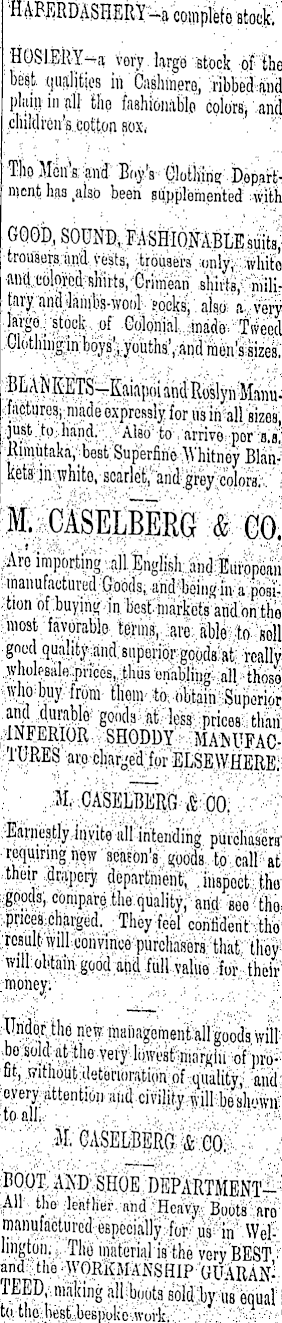 HABERDASHERY—a complete stock.
HOSIERY—a very large stock of the
best qualities in Cashmere, ribbed and
plain in all the fashionable colors, and
children's cotton sox.
The Men's and Boy's Clothing Depart-
ment has also been supplemented with
GOOD, SOUND, FASHIONABLE suits,
trousers and vests, trousers only, white
and colored shirts, Crimean shirts, mili-
tary and lambs-wool socks, also a very
large stock of Colonial made Tweed
Clothing in boys', youths', and men's sizes.
BLANKETS—Kaiapoi and Roslyn Manu-
factures, made expressly for us in all sizes,
just to hand. Also to arrive per s.s.
Rimutaka, best Superfine Whitney Blan-
kets in white, scarlet, and grey colors.
M. CASELBERG & CO.
Are importing all English and European
manufactured Goods, and being in a posi-
tion of buying in best markets and on the
most favorable terms, are able to sell
good quality and superior goods at really
wholesale prices, thus enabling all those
who buy from them to obtain Superior
and durable goods at less prices than
INFERIOR SHODDY MANUFAC-
TURES are charged for ELSEWHERE.
M. CASELBERG & CO.
Earnestly invite all intending purchasers
requiring new season's goods to call at
their drapery department, inspect the
goods, compare the quality, and see the
prices charged. They feel confident the
result will convince purchasers that they
will obtain good and full value for their
money.
Under the new management all goods will
be sold at the very lowest margin of pro-
fit, without deterioration of quality, and
every attention and civility will be shown
to all.
M. CASELBERG & CO.
BOOT AND SHOE DEPARTMENT—
All the leather and Heavy Boots are
manufactured especially for us in Wel-
lington. The material is the very BEST,
and the WORKMANSHIP GUARAN-
TEED, making all boots sold by us equal
to the best bespoke work.